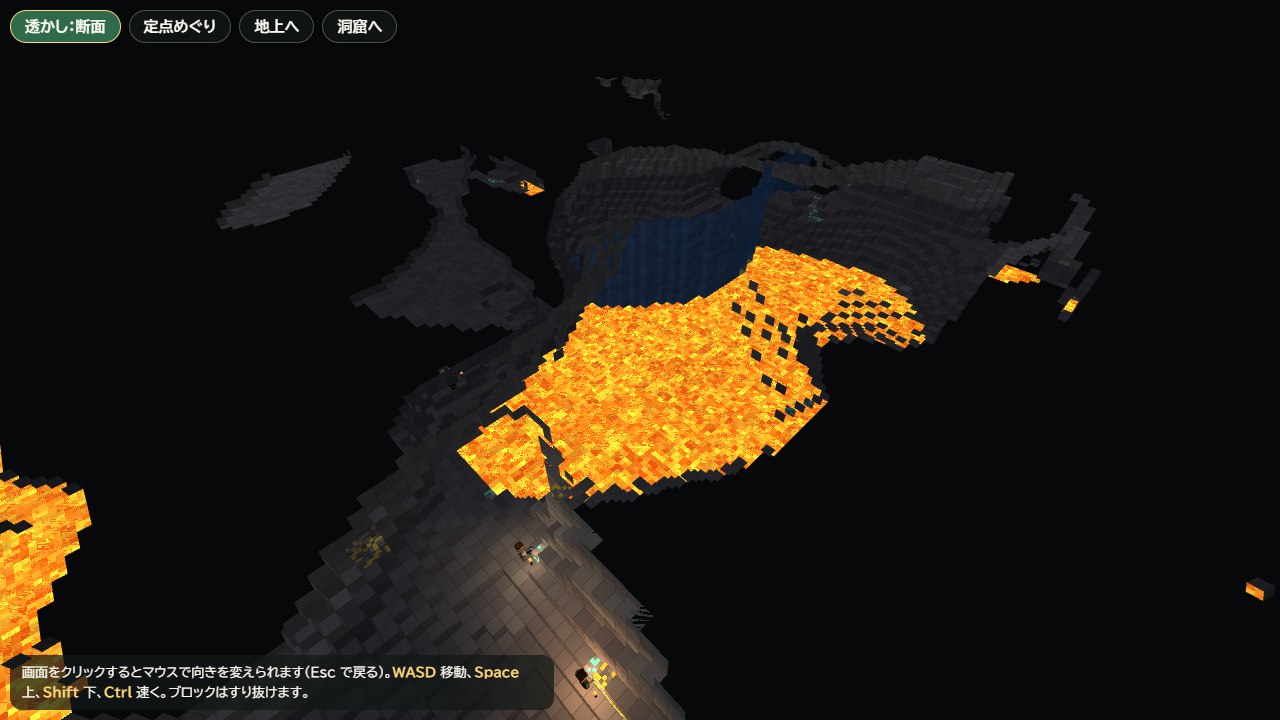 透かし：断面
定点めぐり
地上へ
洞窟へ
画面をクリックするとマウスで向きを変えられます（Esc で戻る）。WASD 移動、Space
上、Shift 下、Ctrl 速く。ブロックはすり抜けます。